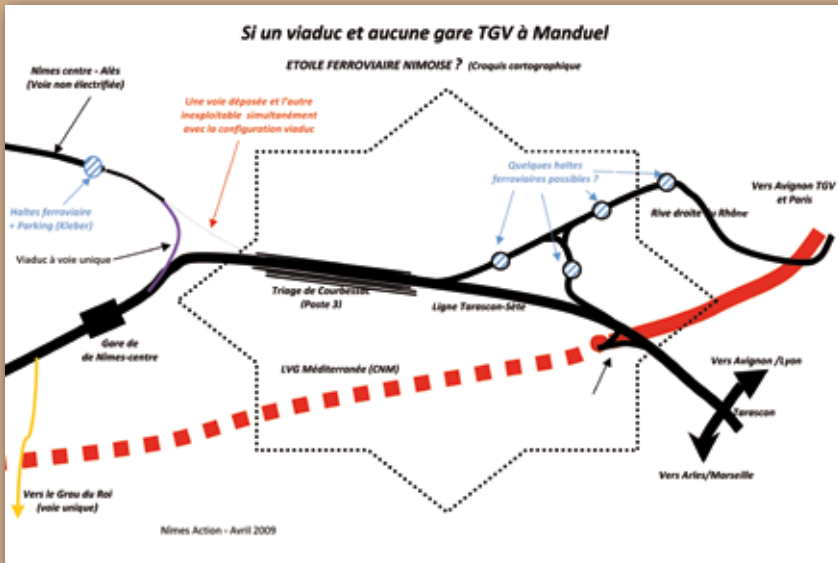 Si un viaduc et aucune gare TGV à Manduel
ETOILE FERROVIAIRE NIMOISE ? (Croquis cartographique
Nîmes centre - Alès
(Voie non électrifiée)
Une voie déposée et l'autre
inexploitable simultanément
avec la configuration viaduc
Quelques haltes
ferroviaires possibles ?
Vers Avignon TGV
et Paris
Haltes ferroviaire
+ Parking (Kleber)
Rive droite du Rhône
Viaduc à voie unique
Triage de Courbessac
(Poste 3)
Ligne Tarascon-Sète
Gare de
de Nîmes-centre
LVG Méditerranée (CNM)
Vers Avignon /Lyon
Tarascon
Vers Arles/Marseille
Vers le Grau du Roi
(voie unique)
Nîmes Action - Avril 2009